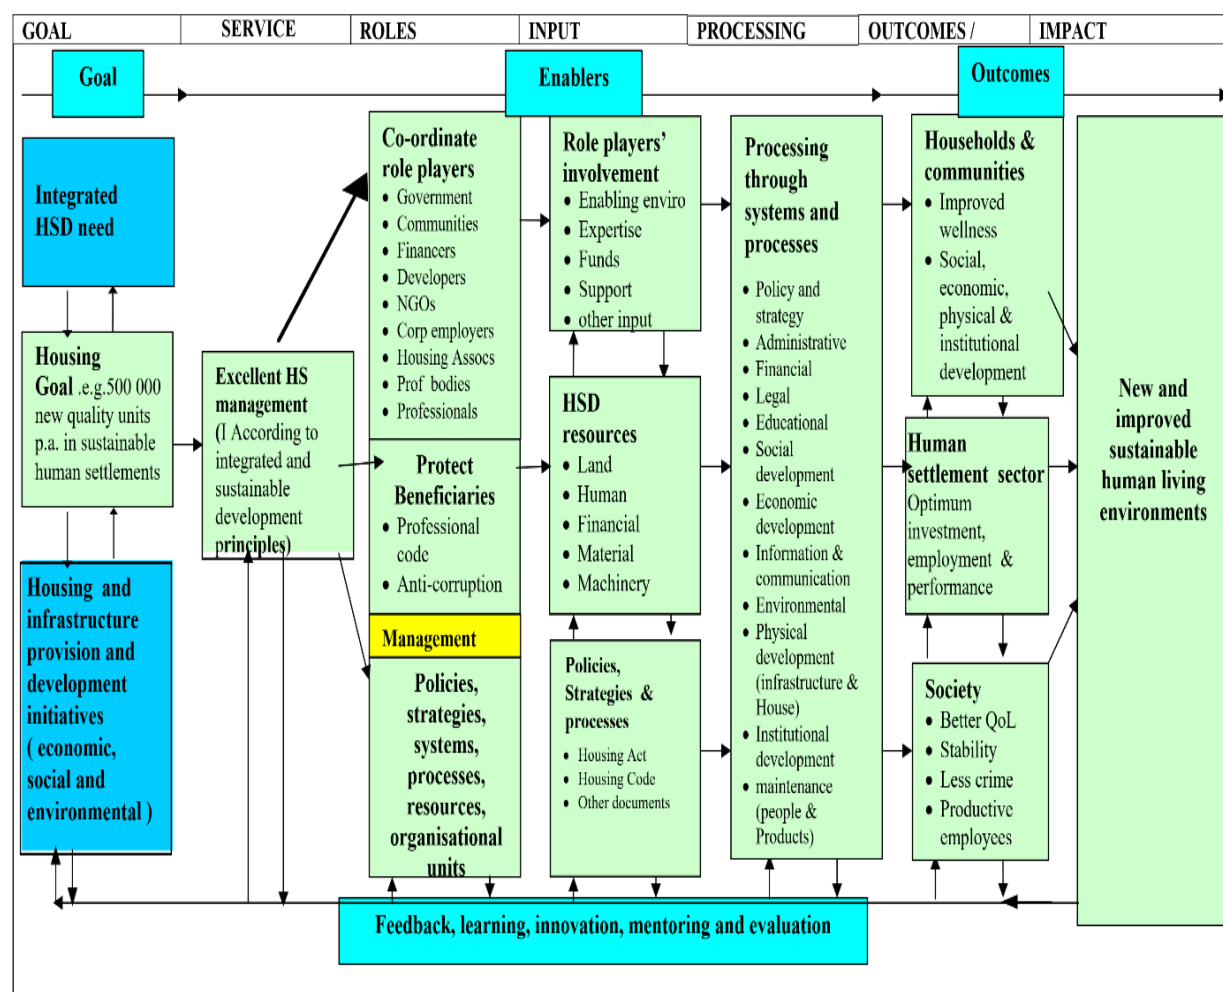 GOAL
SERVICE
ROLES
INPUT
PROCESSING
OUTCOMES /
IMPACT
Goal
Enablers
Outcomes
Integrated
HSD need
Housing
Goal .e.g.500 000
new quality units
p.a. in sustainable
human settlements
Housing and
infrastructure
provision and
development
initiatives
( economic,
social and
environmental )
Excellent HS
management
(I According to
integrated and
sustainable
development
principles)
Co-ordinate
role players
• Government
• Communities
• Financers
• Developers
• NGOs
• Corp employers
• Housing Assocs
• Prof bodies
• Professionals
Protect
Beneficiaries
• Professional
code
• Anti-corruption
Management
Policies,
strategies,
systems,
processes,
resources,
organisational
units
Role players’
involvement
• Enabling enviro
• Expertise
• Funds
• Support
• other input
HSD
resources
• Land
• Human
• Financial
• Material
• Machinery
Policies,
Strategies &
processes
• Housing Act
• Housing Code
• Other documents
Processing
through
systems and
processes
• Policy and
strategy
• Administrative
• Financial
• Legal
• Educational
• Social
development
• Economic
development
• Information &
communication
• Environmental
• Physical
development
(infrastructure &
House)
• Institutional
development
• maintenance
(people &
Products)
Households &
communities
• Improved
wellness
• Social,
economic,
physical &
institutional
development
Human
settlement sector
Optimum
investment,
employment &
performance
Society
• Better QoL
• Stability
• Less crime
• Productive
employees
New and
improved
sustainable
human living
environments
Feedback, learning, innovation, mentoring and evaluation